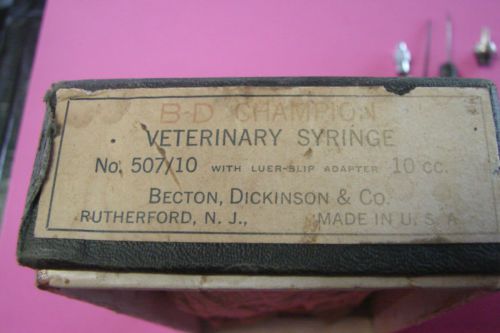 B-D CHAMPION
VETERINARY SYRINGE
No. 507/10 WITH LUER-SLIP ADAPTER 10 cc.
BECTON, DICKINSON & CO.
RUTHERFORD, N. J., MADE IN U. S. A